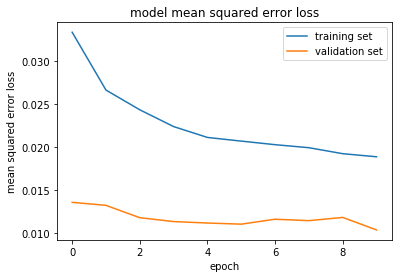 model mean squared error loss
training set
validation set
mean squared error loss
0.030
0.025
0.020
0.015
0.010
0 2 4 6 8
epoch